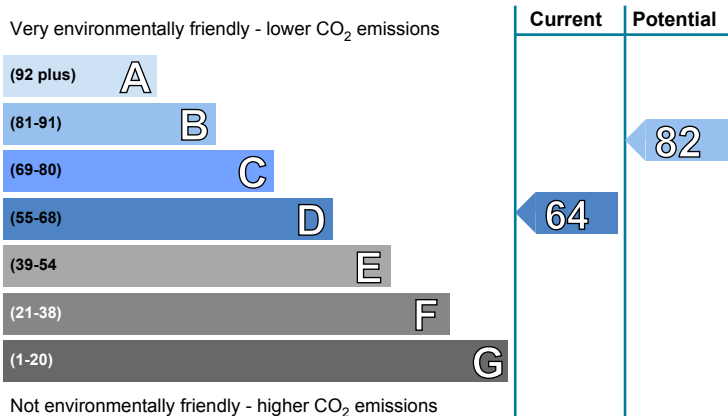 Very environmentally friendly - lower CO2 emissions
Current
Potential
(92 plus) A
(81-91) B
82
(69-80) C
(55-68) D
64
(39-54 E
(21-38) F
(1-20) G
Not environmentally friendly - higher CO2 emissions